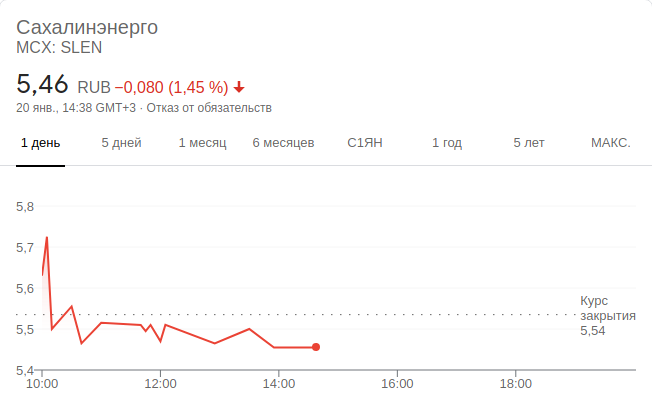 Сахалинэнерго
MCX: SLEN
5,46 RUB −0,080 (1,45 %)
20 янв., 14:38 GMT+3 · Отказ от обязательств
1 день 5 дней 1 месяц 6 месяцев С1ЯН 1 год 5 лет МАКС.
5,8
5,7
5,6
5,5
5,4
Курс
закрытия
5,54
10:00 12:00 14:00 16:00 18:00